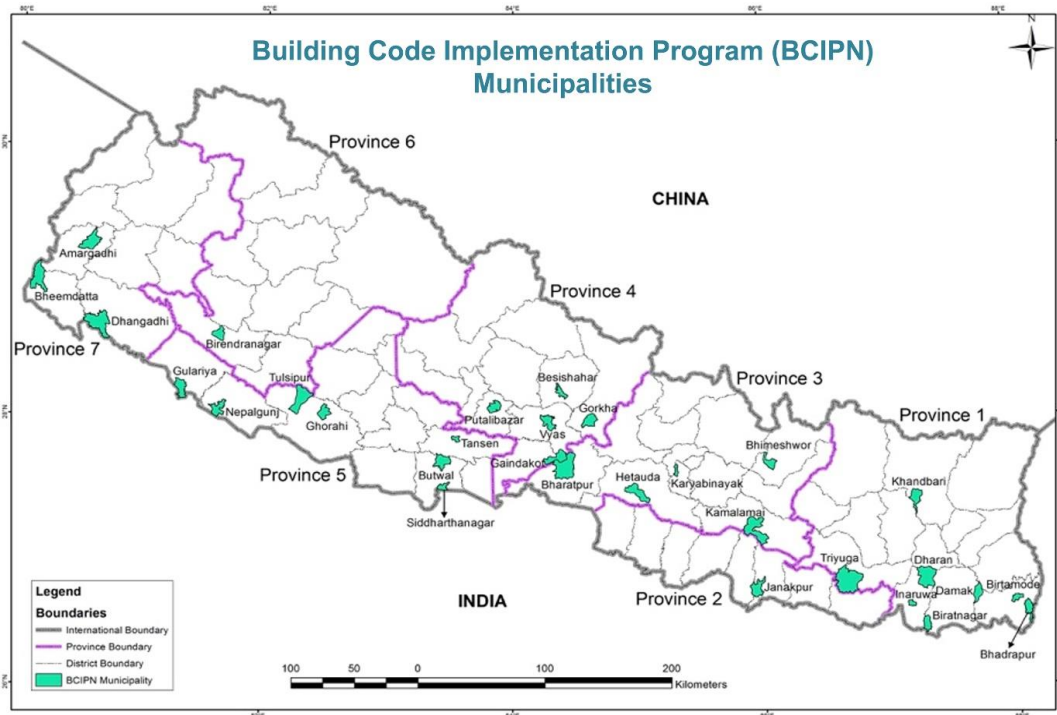 80°E 82°E 84°E 86°E 88°E
N
Building Code Implementation Program (BCIPN)
Municipalities
Province 6
CHINA
Amargadhi
Bheemdatta
Province 4
Dhangadhi
Province 7
Birendranagar
Gulariya
Tulsipur
Besishahar
Province 3
Nepalgunj
Ghorahi
Putalibazar
Gorkha
Province 1
Vyas
Tansen
Bhimeshwor
Province 5
Butwal
Gaindakot
Bharatpur
Hetauda
Karyabinayak
Khandbari
Siddharthanagar
Kamalamai
Triyuga
Dharan
INDIA
Province 2
Janakpur
Inaruwa
Damak
Birtamode
Biratnagar
Bhadrapur
Legend
Boundaries
International Boundary
Province Boundary
District Boundary
BCIPN Municipality
100 50 0 100 200
Kilometers